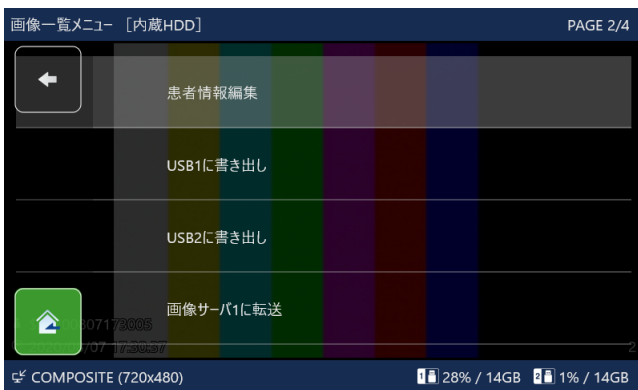 画像一覧メニュー [内蔵HDD] PAGE 2/4
患者情報編集
USB1に書き出し
USB2に書き出し
画像サーバ1に転送
COMPOSITE (720x480) 1 28% / 14GB 2 1% / 14GB